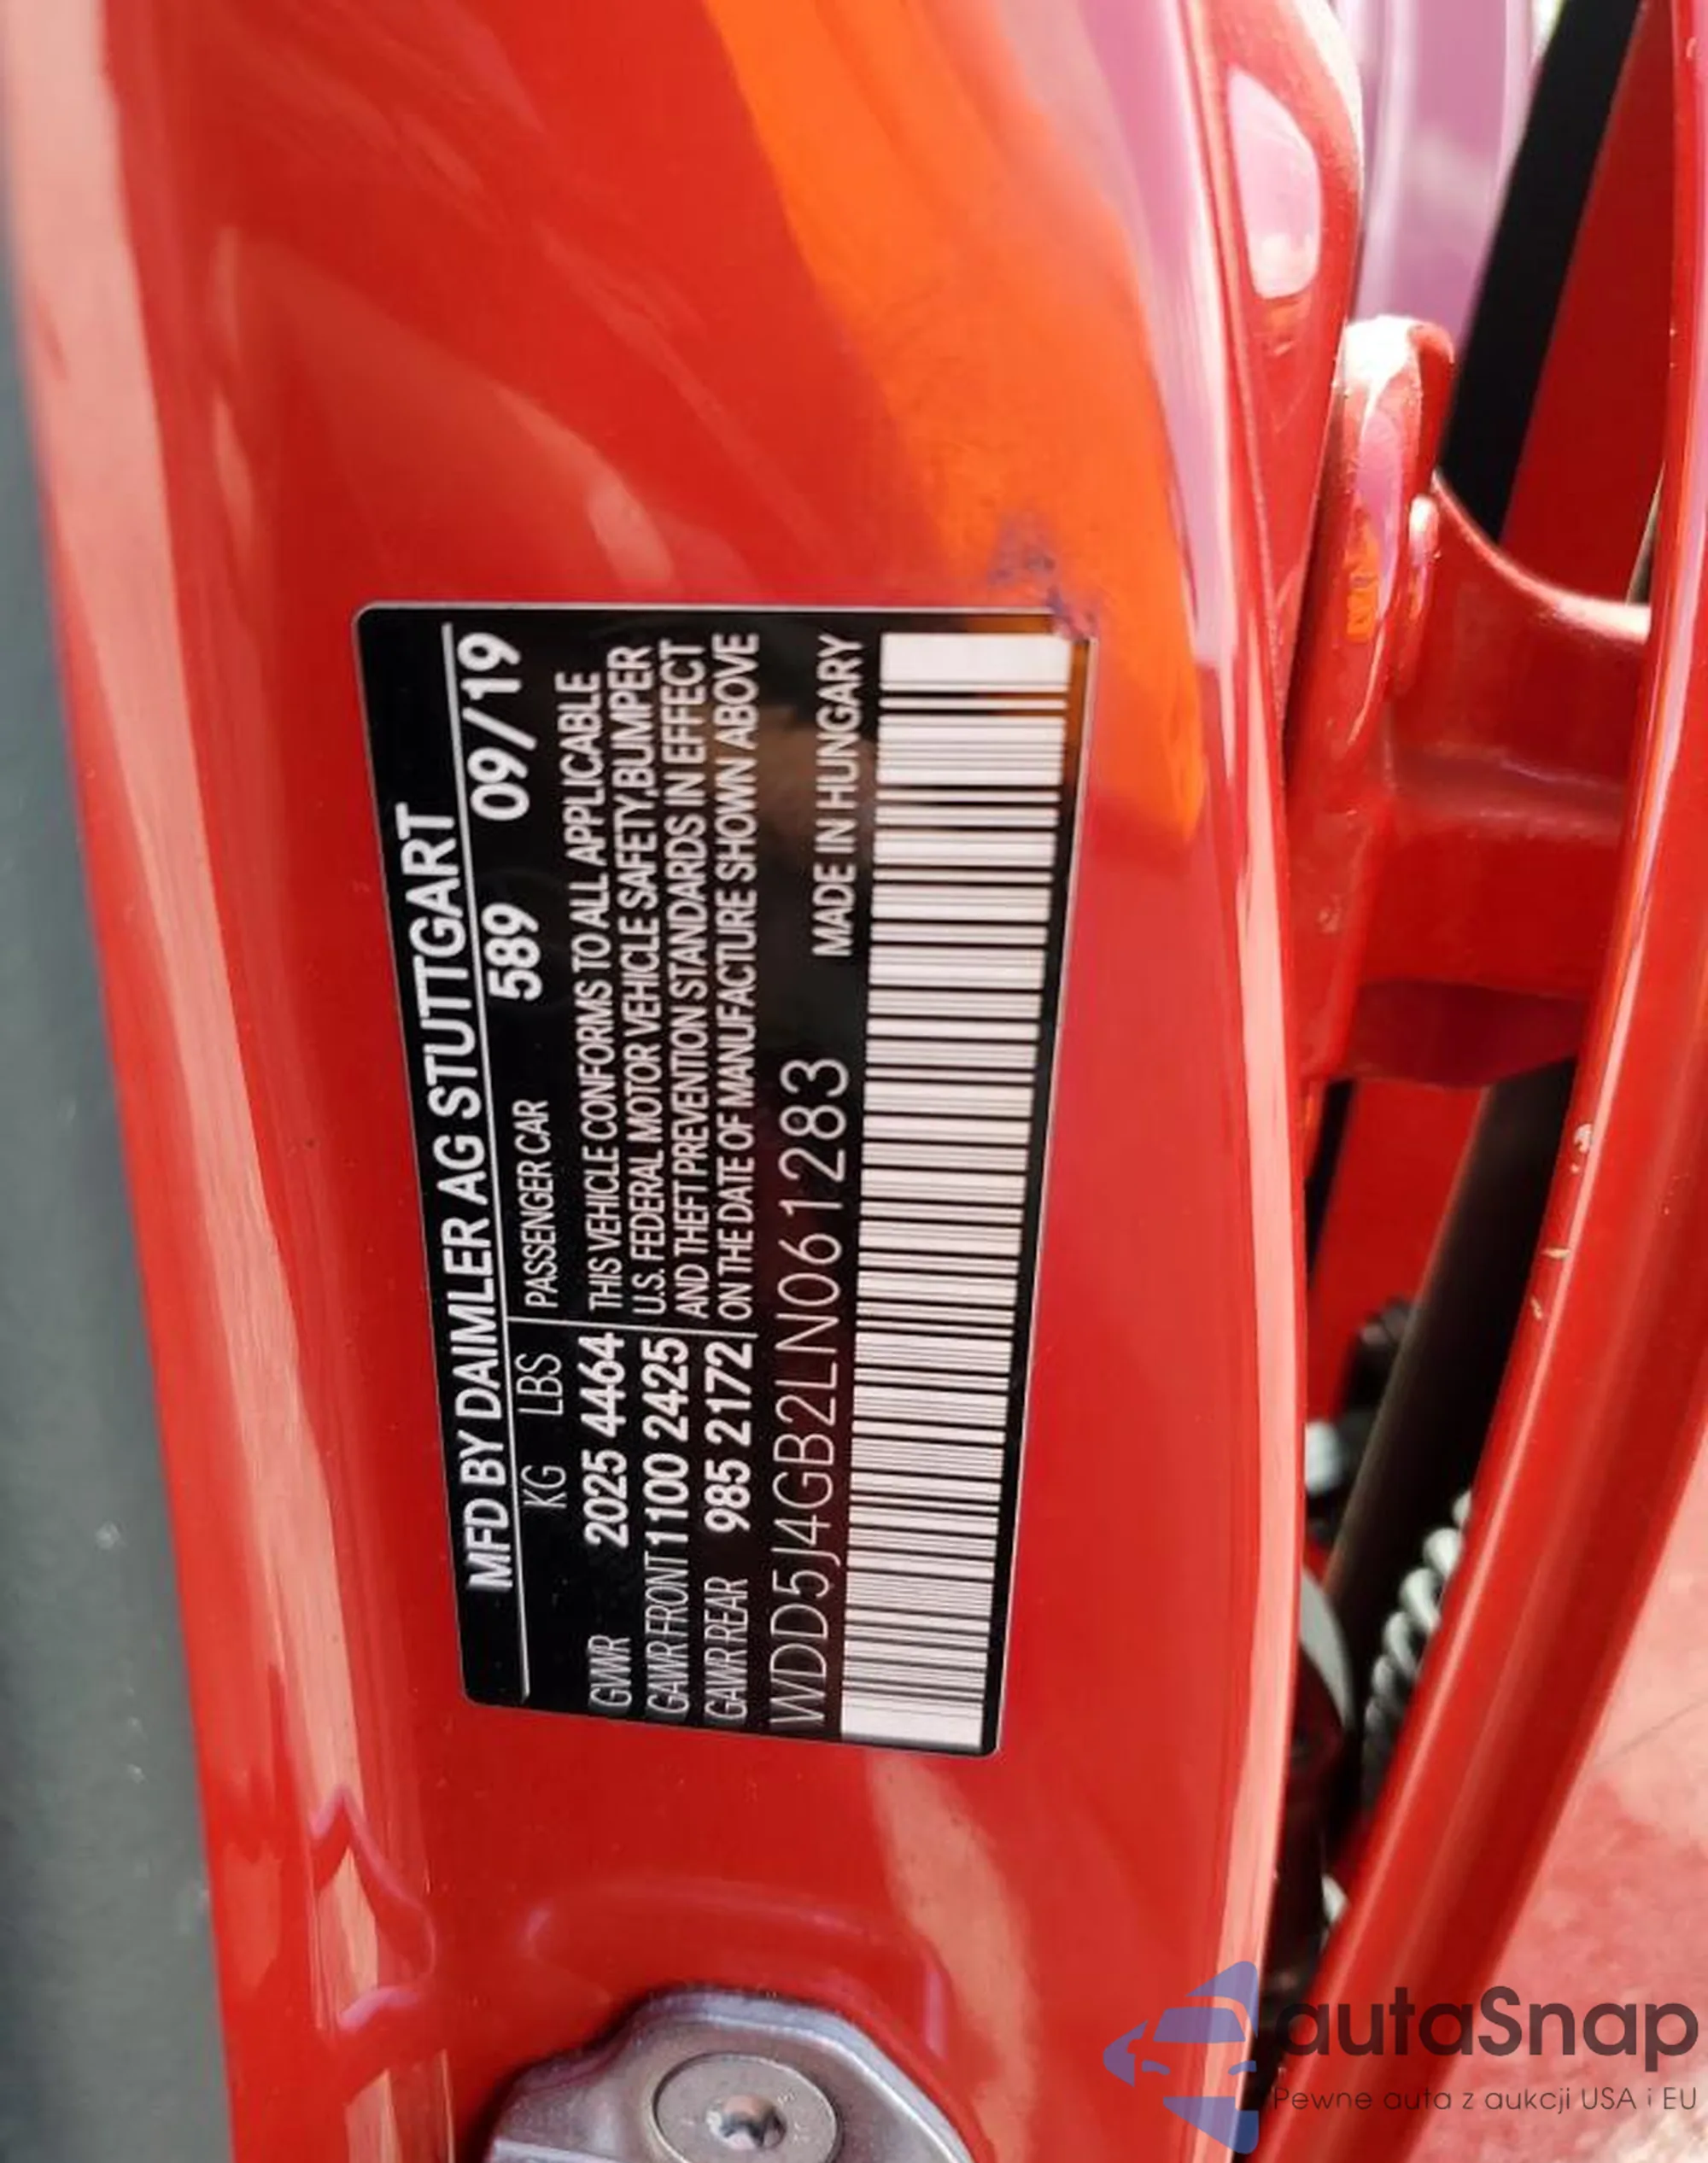 MFD BY DAIMLER AG STUTTGART
KG LBS PASSENGER CAR 589 09/19
GVWR 2025 4464 THIS VEHICLE CONFORMS TO ALL APPLICABLE
GAWR FRONT 1100 2425 U.S. FEDERAL MOTOR VEHICLE SAFETY,BUMPER
GAWR REAR 985 2172 AND THEFT PREVENTION STANDARDS IN EFFECT
ON THE DATE OF MANUFACTURE SHOWN ABOVE
WDD5J4GB2LN061283 MADE IN HUNGARY
autaSnap
Pewne auta z aukcji USA i EU